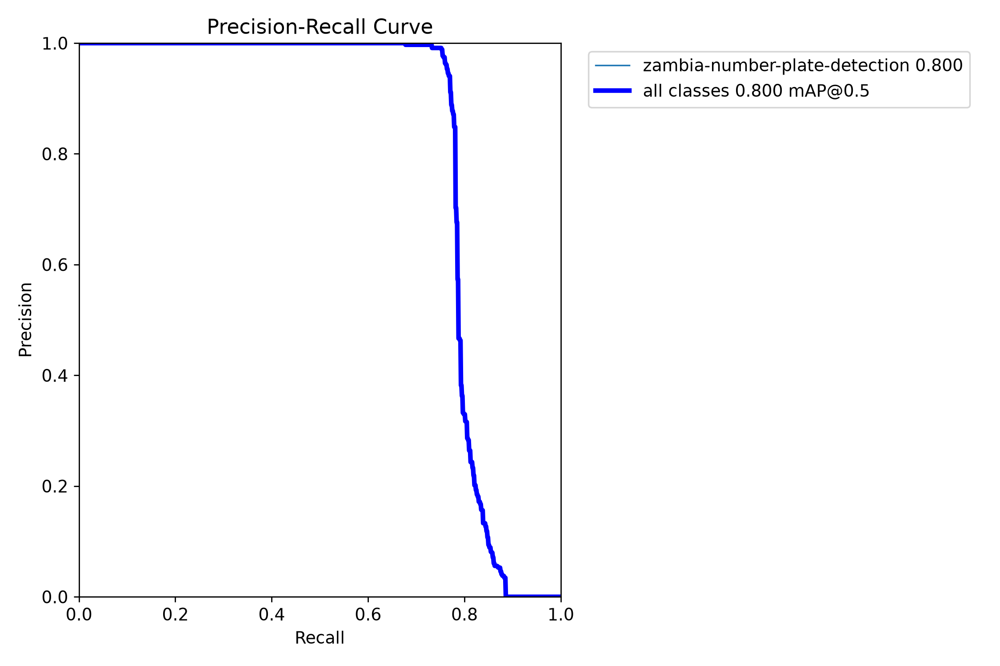 Precision-Recall Curve
1.0
0.8
0.6
0.4
0.2
0.0
Precision
0.0 0.2 0.4 0.6 0.8 1.0
Recall
zambia-number-plate-detection 0.800
all classes 0.800 mAP@0.5